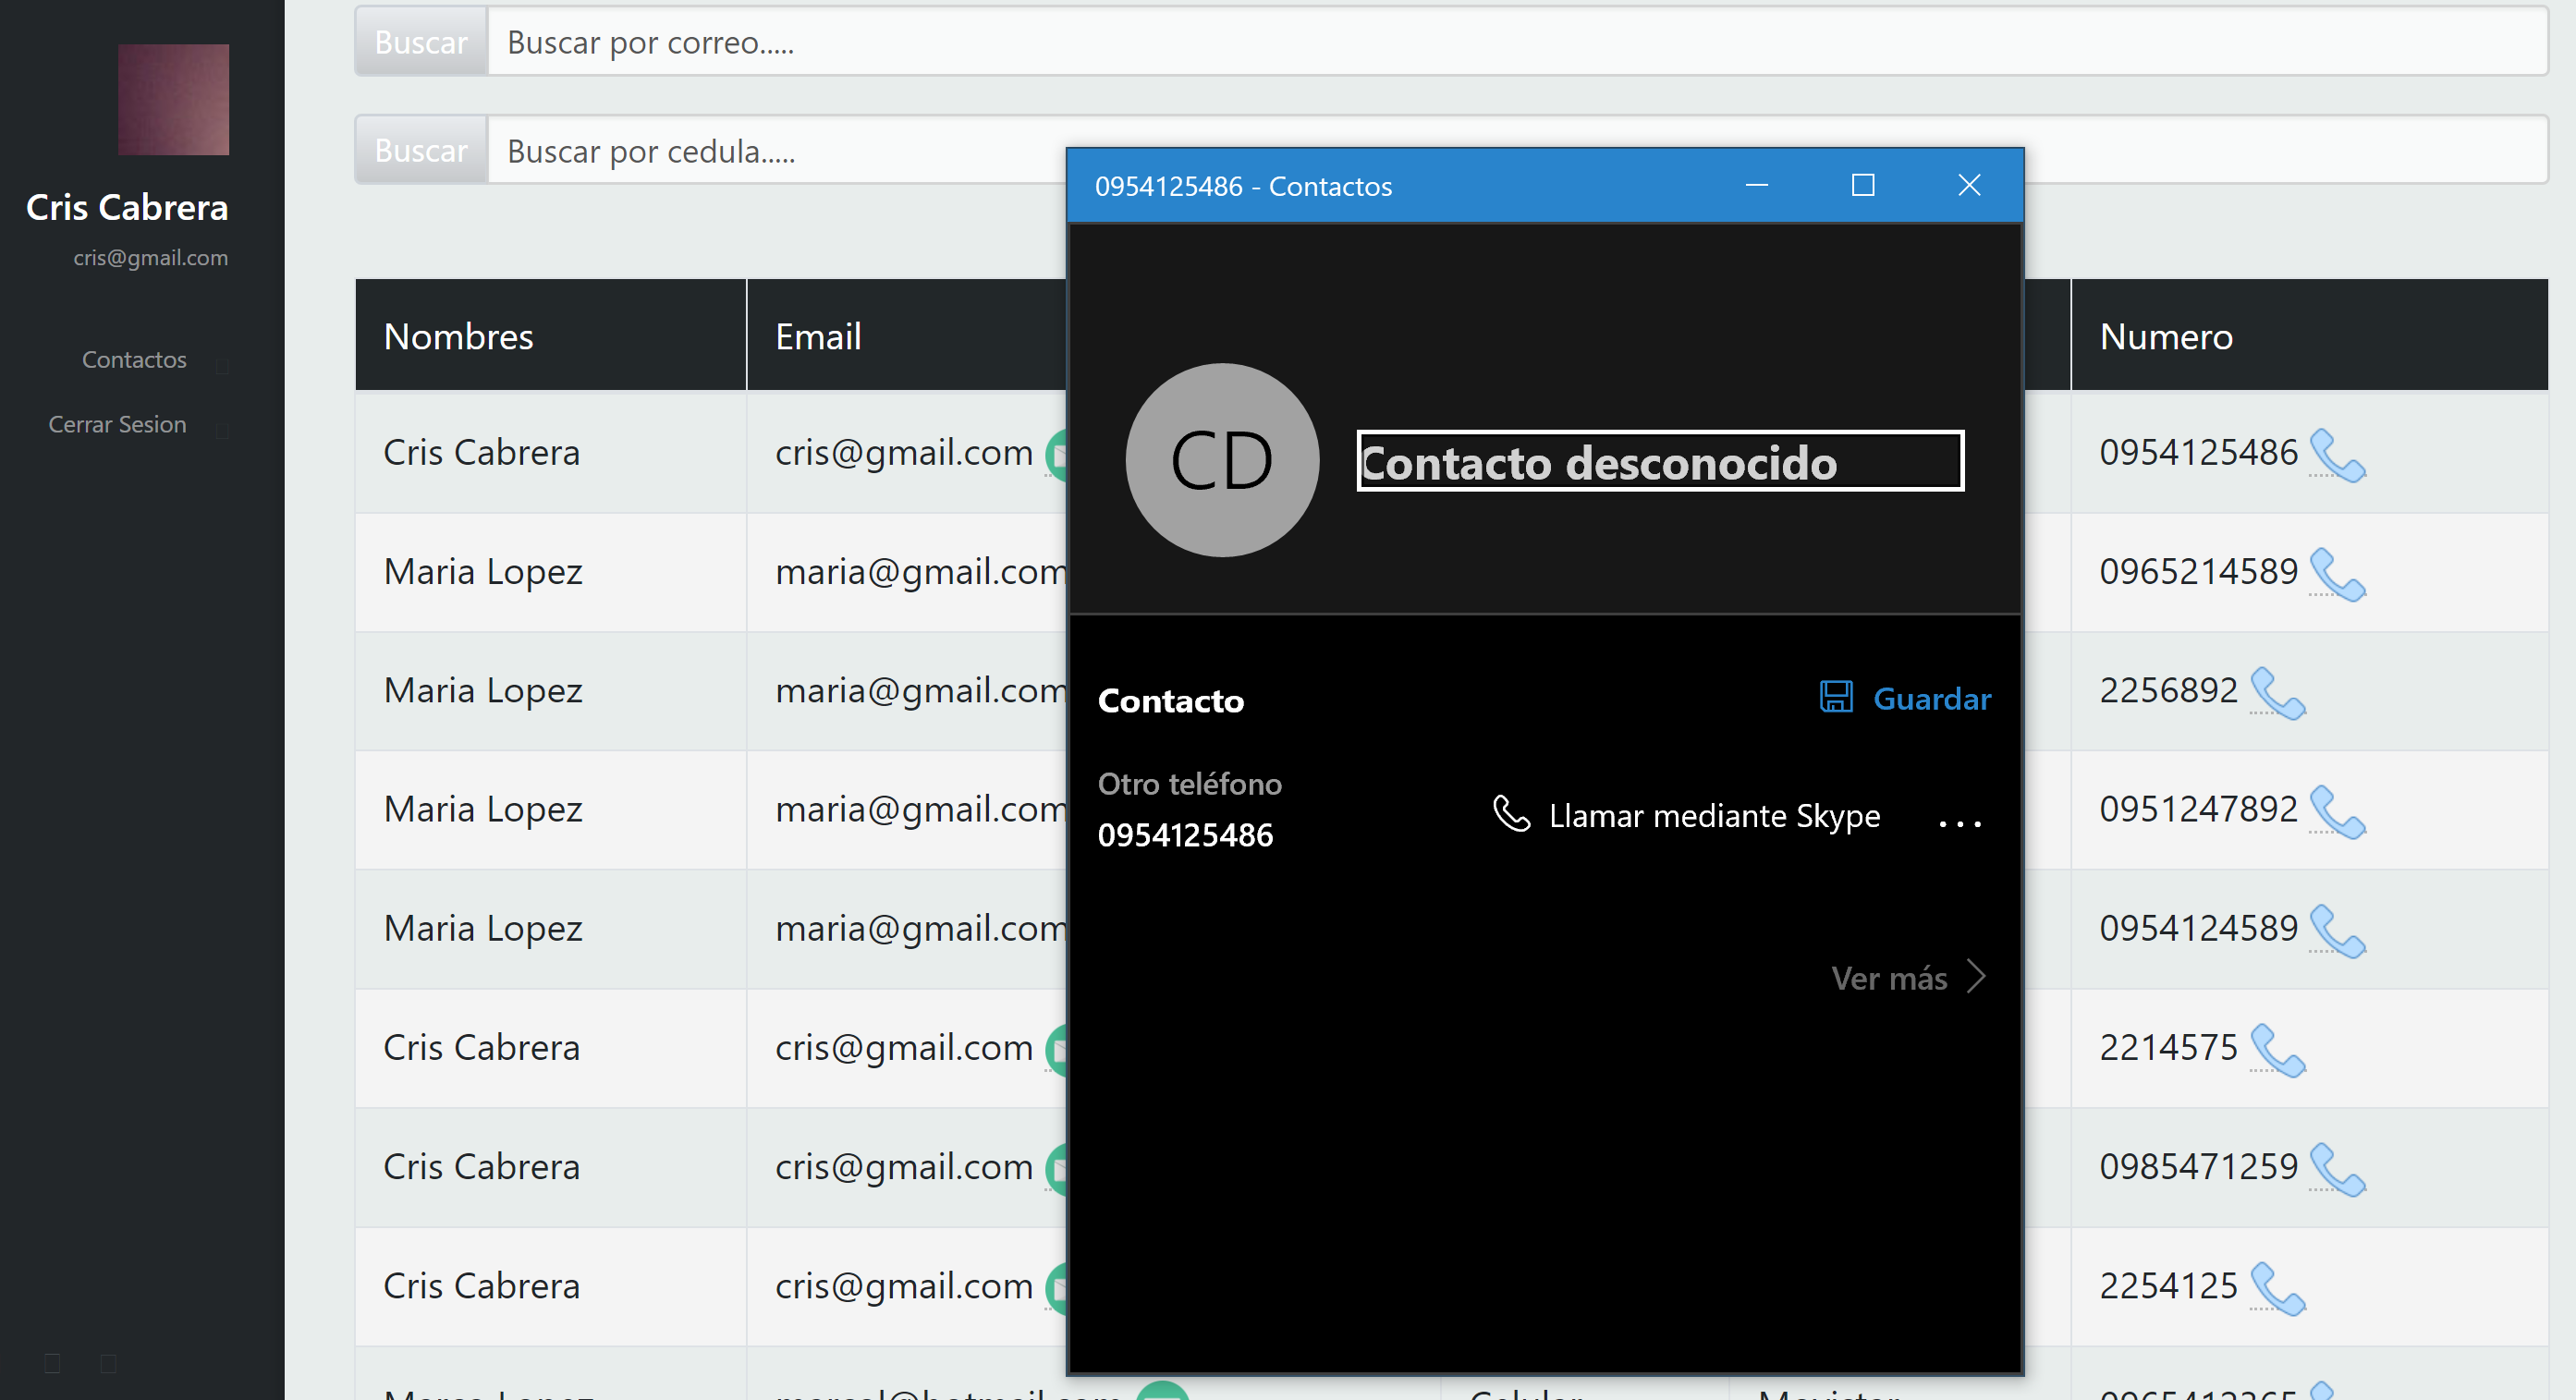 Cris Cabrera
cris@gmail.com
Contactos
Cerrar Sesion
Buscar Buscar por correo.....
Buscar Buscar por cedula.....
Nombres Email Numero
Cris Cabrera cris@gmail.com 0954125486
Maria Lopez maria@gmail.com 0965214589
Maria Lopez maria@gmail.com 2256892
Maria Lopez maria@gmail.com 0951247892
Maria Lopez maria@gmail.com 0954124589
Cris Cabrera cris@gmail.com 2214575
Cris Cabrera cris@gmail.com 0985471259
Cris Cabrera cris@gmail.com 2254125
Celular Movistar
0954125486 - Contactos
CD
Contacto desconocido
Contacto
Guardar
Otro teléfono
0954125486
Llamar mediante Skype
...
Ver más